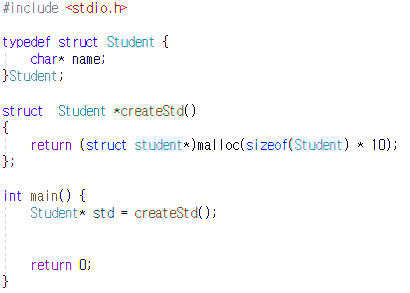 #include <stdio.h>
typedef struct Student {
char* name;
}Student;
struct  Student *createStd()
{
return (struct student*)malloc(sizeof(Student) * 10);
};
int main() {
Student* std = createStd();
return 0;
}